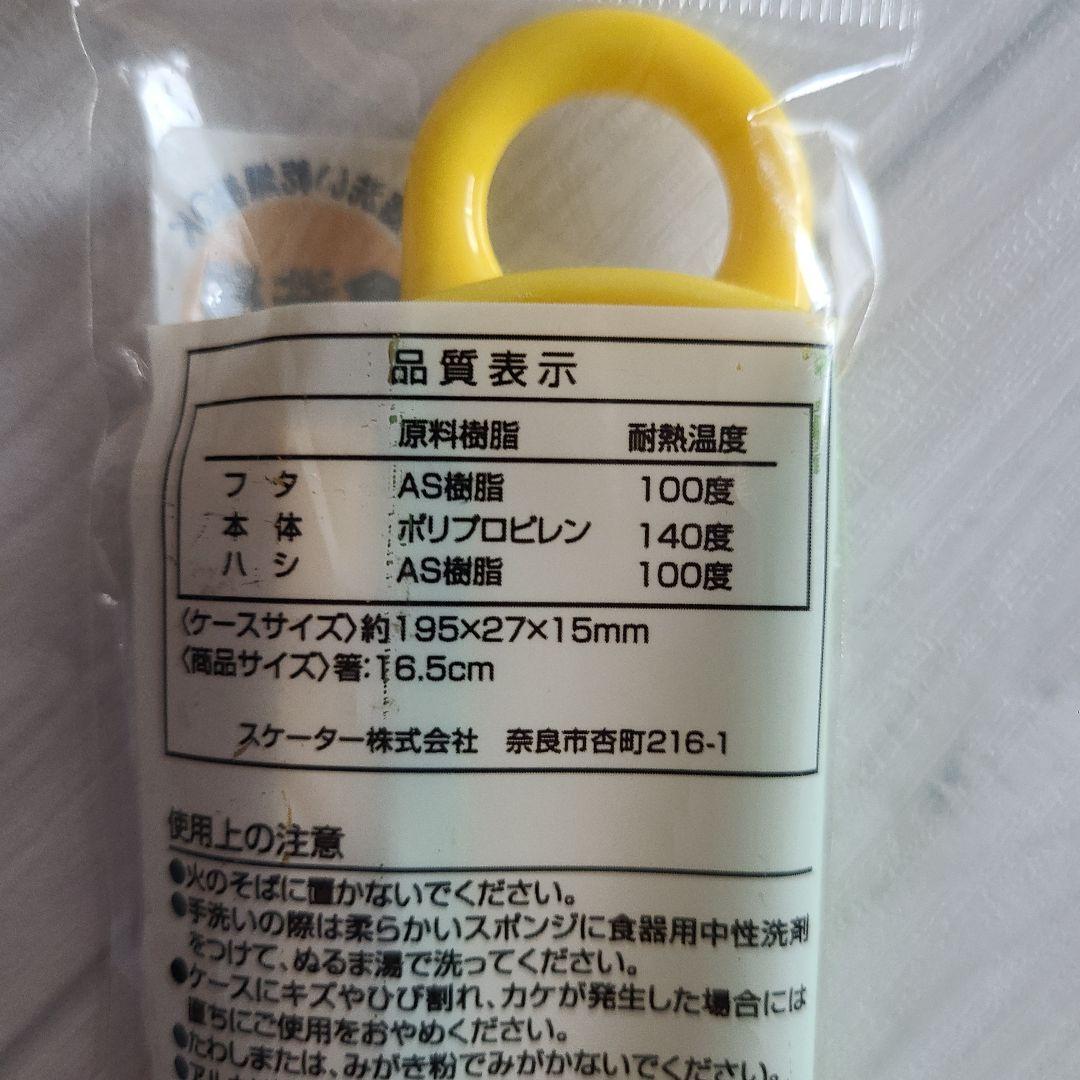 品質表示
原料樹脂 耐熱温度
フタ AS樹脂 100度
本体 ポリプロピレン 140度
ハシ AS樹脂 100度
〈ケースサイズ〉約195×27×15mm
〈商品サイズ〉箸:16.5cm
スケーター株式会社 奈良市杏町216-1
使用上の注意
●火のそばに置かないでください。
●手洗いの際は柔らかいスポンジに食器用中性洗剤
をつけて、ぬるま湯で洗ってください。
●ケースにキズやひび割れ、カケが発生した場合には
直ちにご使用をおやめください。
●たわしまたは、みがき粉でみがかないでください。